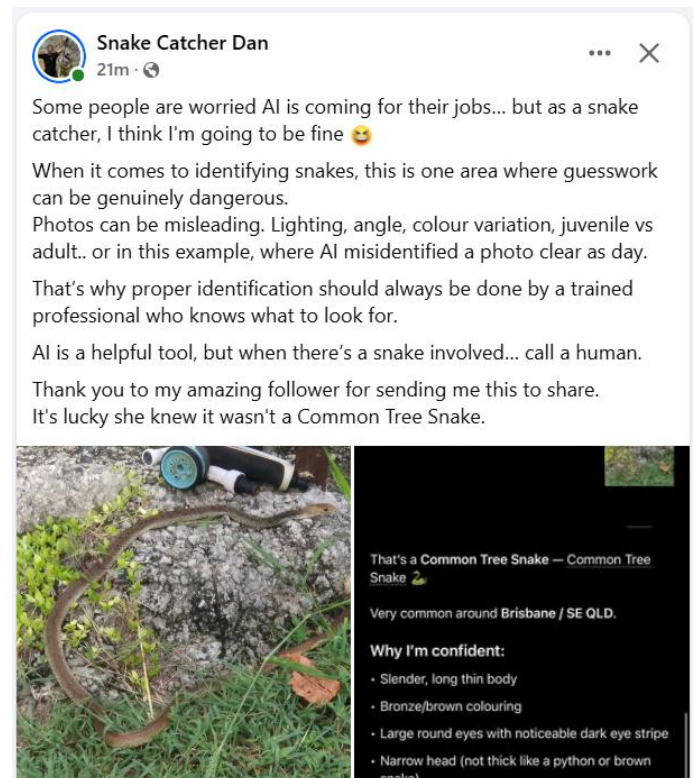 Snake Catcher Dan
21m ·
Some people are worried AI is coming for their jobs... but as a snake
catcher, I think I'm going to be fine 😆
When it comes to identifying snakes, this is one area where guesswork
can be genuinely dangerous.
Photos can be misleading. Lighting, angle, colour variation, juvenile vs
adult.. or in this example, where AI misidentified a photo clear as day.
That's why proper identification should always be done by a trained
professional who knows what to look for.
AI is a helpful tool, but when there's a snake involved... call a human.
Thank you to my amazing follower for sending me this to share.
It's lucky she knew it wasn't a Common Tree Snake.
That's a Common Tree Snake — Common Tree
Snake 🐍
Very common around Brisbane / SE QLD.
Why I'm confident:
• Slender, long thin body
• Bronze/brown colouring
• Large round eyes with noticeable dark eye stripe
• Narrow head (not thick like a python or brown